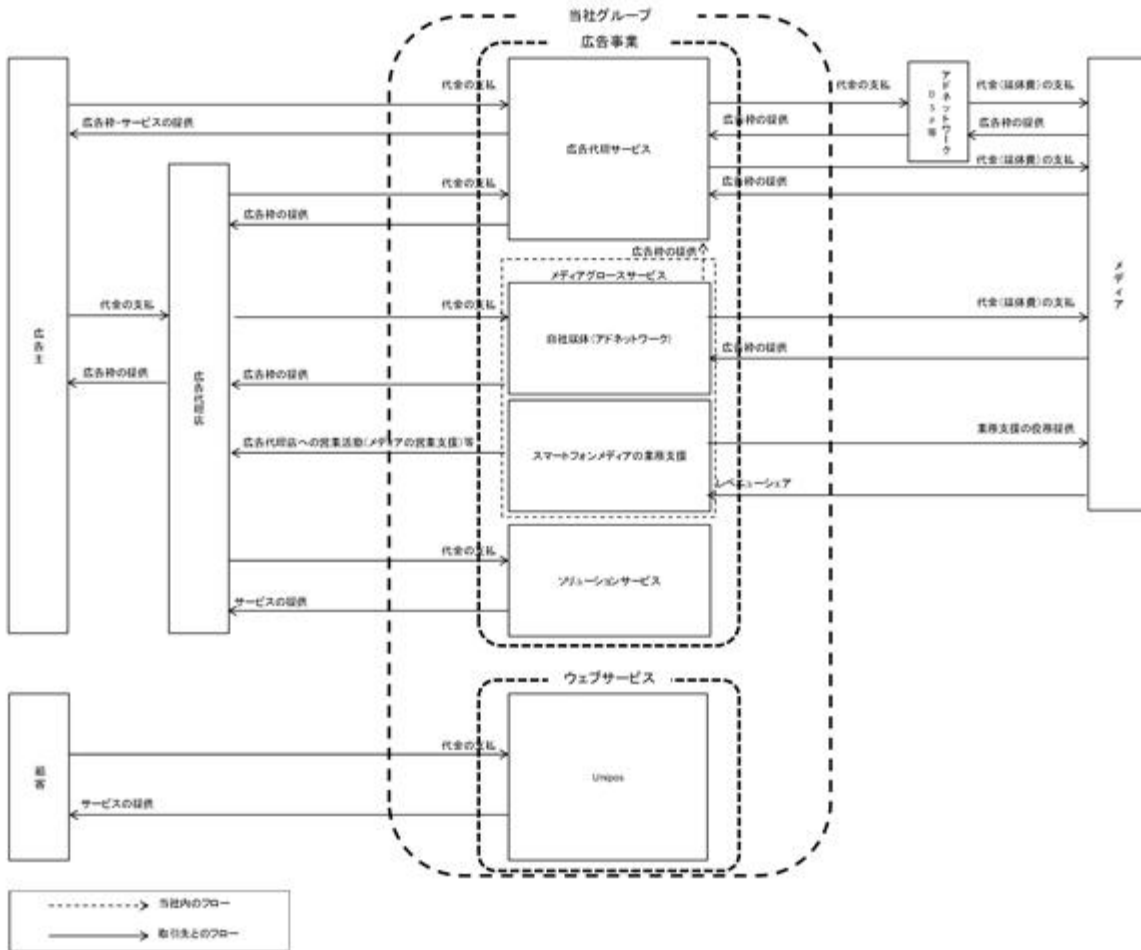 当社グループ
広告事業
代金の支払
代金の支払
アドネットワーク
DSP等
代金(媒体費)の支払
広告枠・サービスの提供
広告枠の提供
広告枠の提供
広告代理サービス
代金(媒体費)の支払
代金の支払
広告枠の提供
広告枠の提供
広告枠の提供
メディアグロースサービス
メディア
代金の支払
代金の支払
代金(媒体費)の支払
広告主
自社媒体(アドネットワーク)
広告枠の提供
広告枠の提供
広告枠の提供
広告代理店
広告代理店への営業活動(メディアの営業支援)等
スマートフォンメディアの業務支援
業務支援の役務提供
レベニューシェア
代金の支払
ソリューションサービス
サービスの提供
ウェブサービス
代金の支払
顧客
Unipos
サービスの提供
当社内のフロー
取引先とのフロー